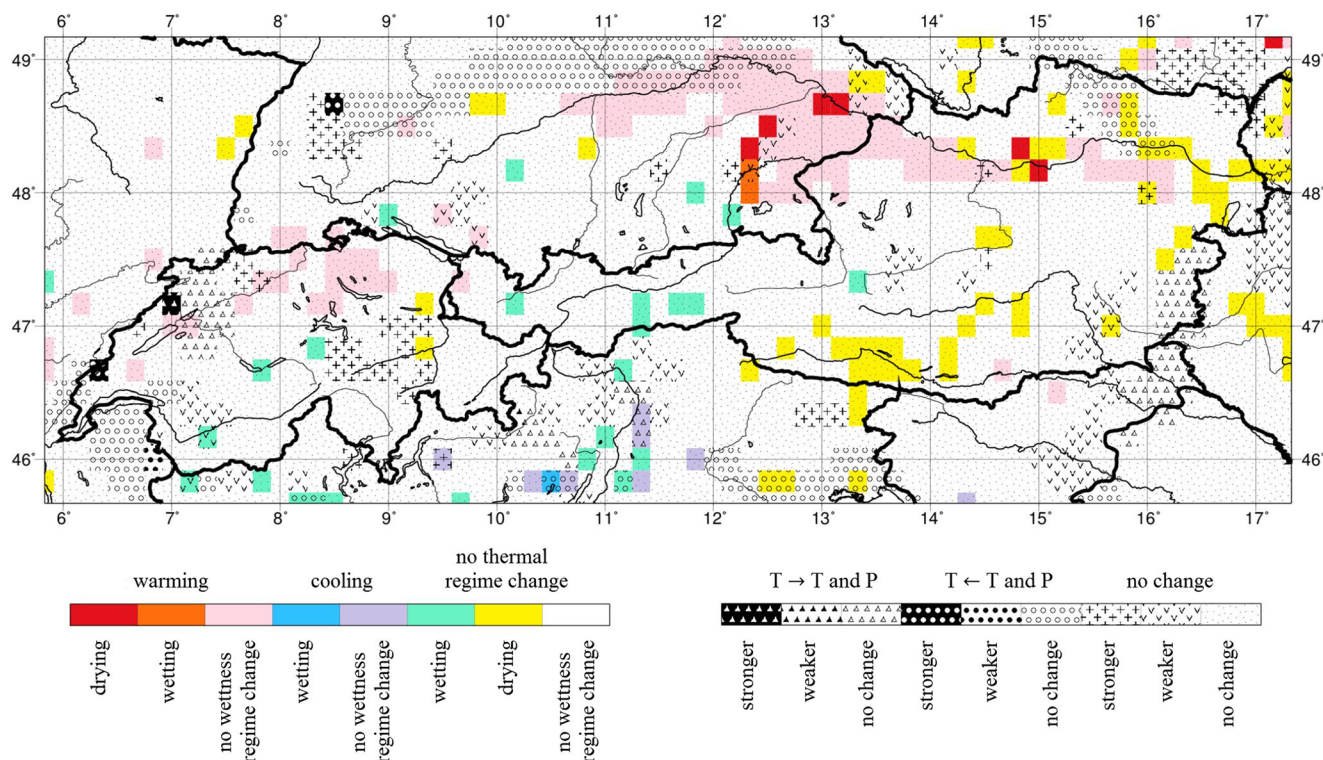 6° 7° 8° 9° 10° 11° 12° 13° 14° 15° 16° 17°
49° 49°
48° 48°
47° 47°
46° 46°
6 7 8 9 10 11 12 13 14 15 16 17
warming cooling no thermal
regime change
drying
wetting
no wettness
regime change
wetting
no wettness
regime change
wetting
drying
no wettness
regime change
T → T and P T ← T and P no change
stronger
weaker
no change
stronger
weaker
no change
stronger
weaker
no change